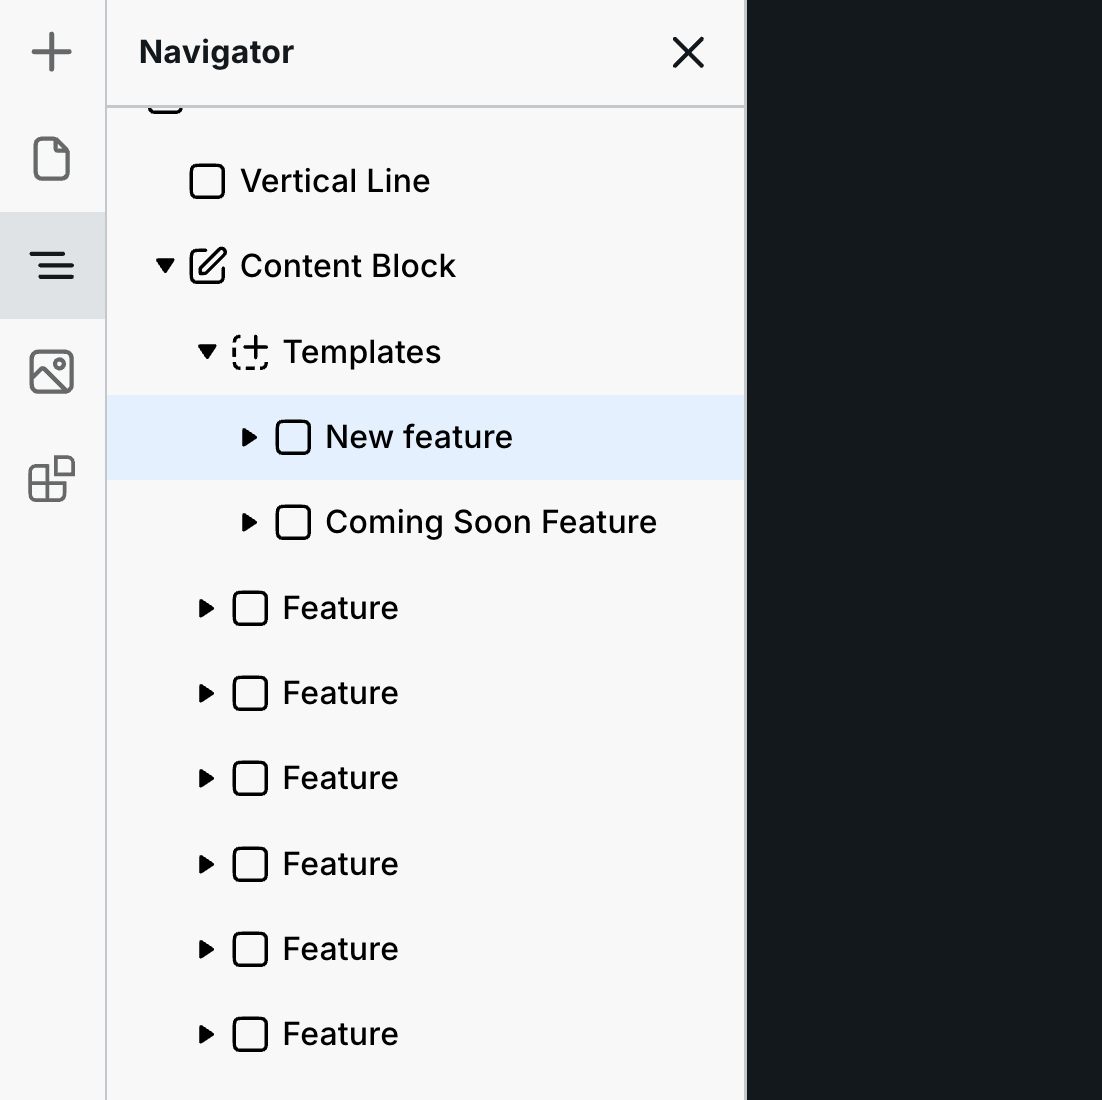 Navigator
Vertical Line
Content Block
Templates
New feature
Coming Soon Feature
Feature
Feature
Feature
Feature
Feature
Feature